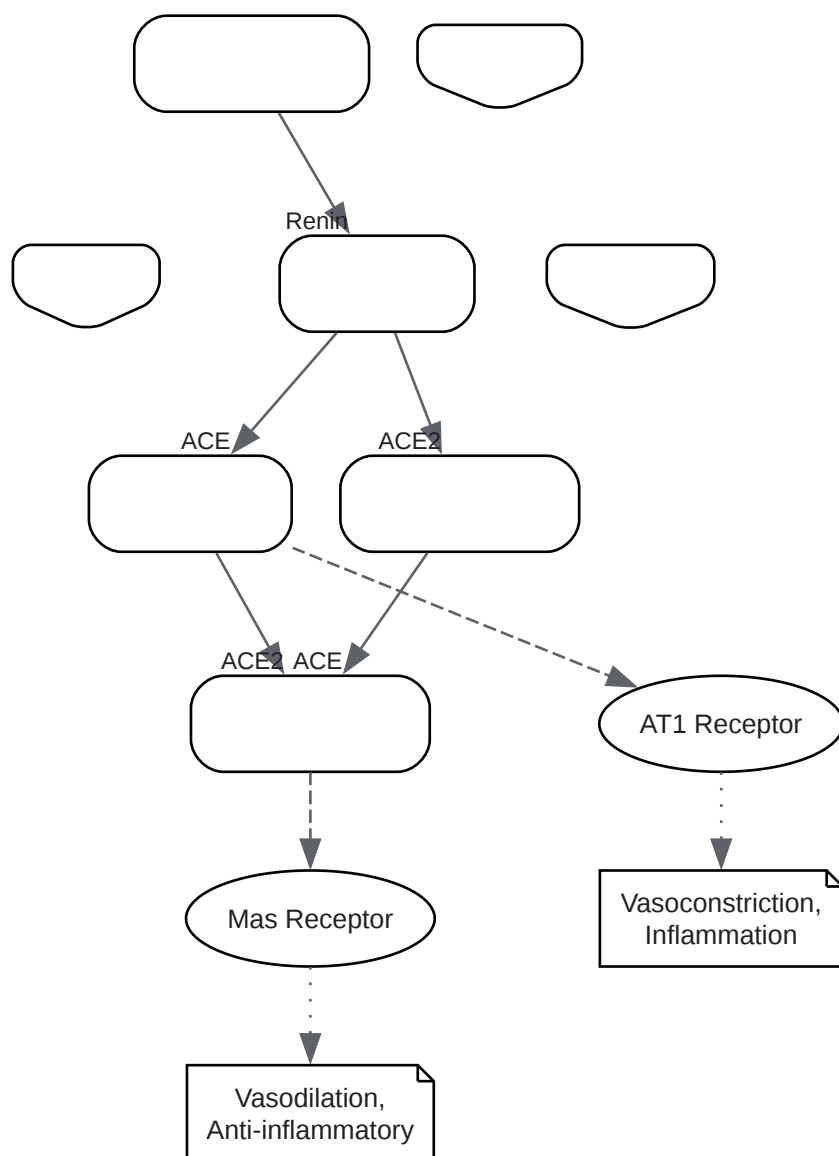 Renin
ACE
ACE2
ACE2
ACE
AT1 Receptor
Mas Receptor
Vasoconstriction,
Inflammation
Vasodilation,
Anti-inflammatory